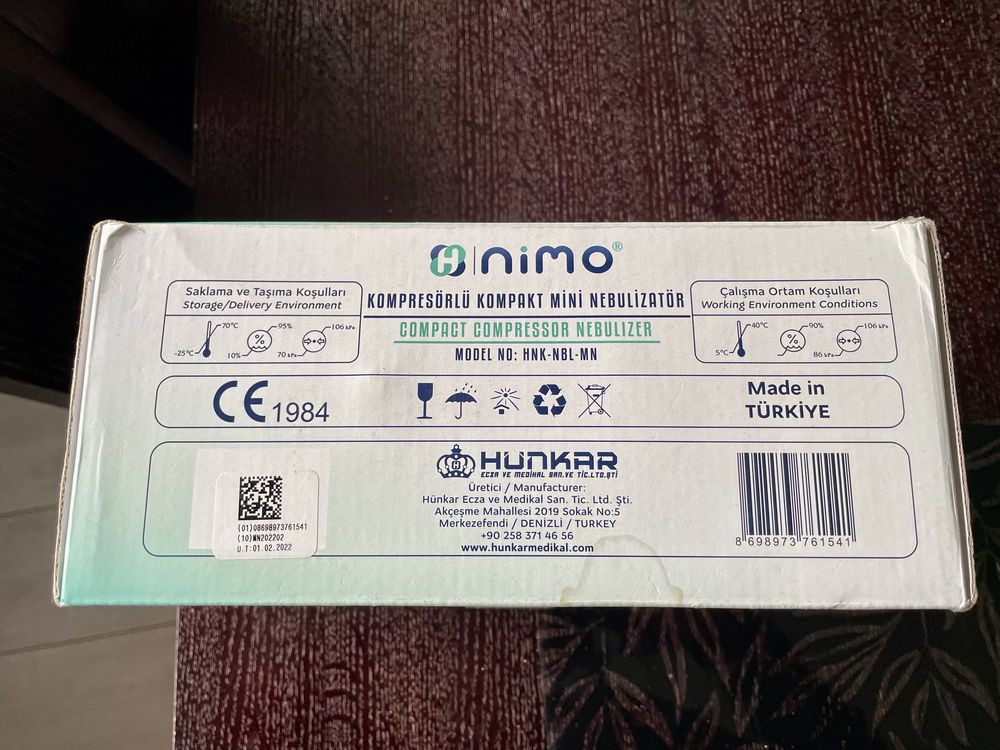 nimo®
KOMPRESÖRLÜ KOMPAKT MİNİ NEBULİZATÖR
COMPACT COMPRESSOR NEBULIZER
MODEL NO: HNK-NBL-MN
Saklama ve Taşıma Koşulları
Storage/Delivery Environment
-25°C 70°C
10% % 95%
70 kPa 106 kPa
Çalışma Ortam Koşulları
Working Environment Conditions
5°C 40°C
% 90%
86 kPa 106 kPa
CE 1984
Made in
TÜRKİYE
(01)08698973761541
(10)MN202202
U.T:01.02.2022
HÜNKAR
ECZA VE MEDİKAL SAN.VE TİC.LTD.ŞTİ
Üretici / Manufacturer:
Hünkar Ecza ve Medikal San. Tic. Ltd. Şti.
Akçeşme Mahallesi 2019 Sokak No:5
Merkezefendi / DENİZLİ / TURKEY
+90 258 371 46 56
www.hunkarmedikal.com
8 698973 761541